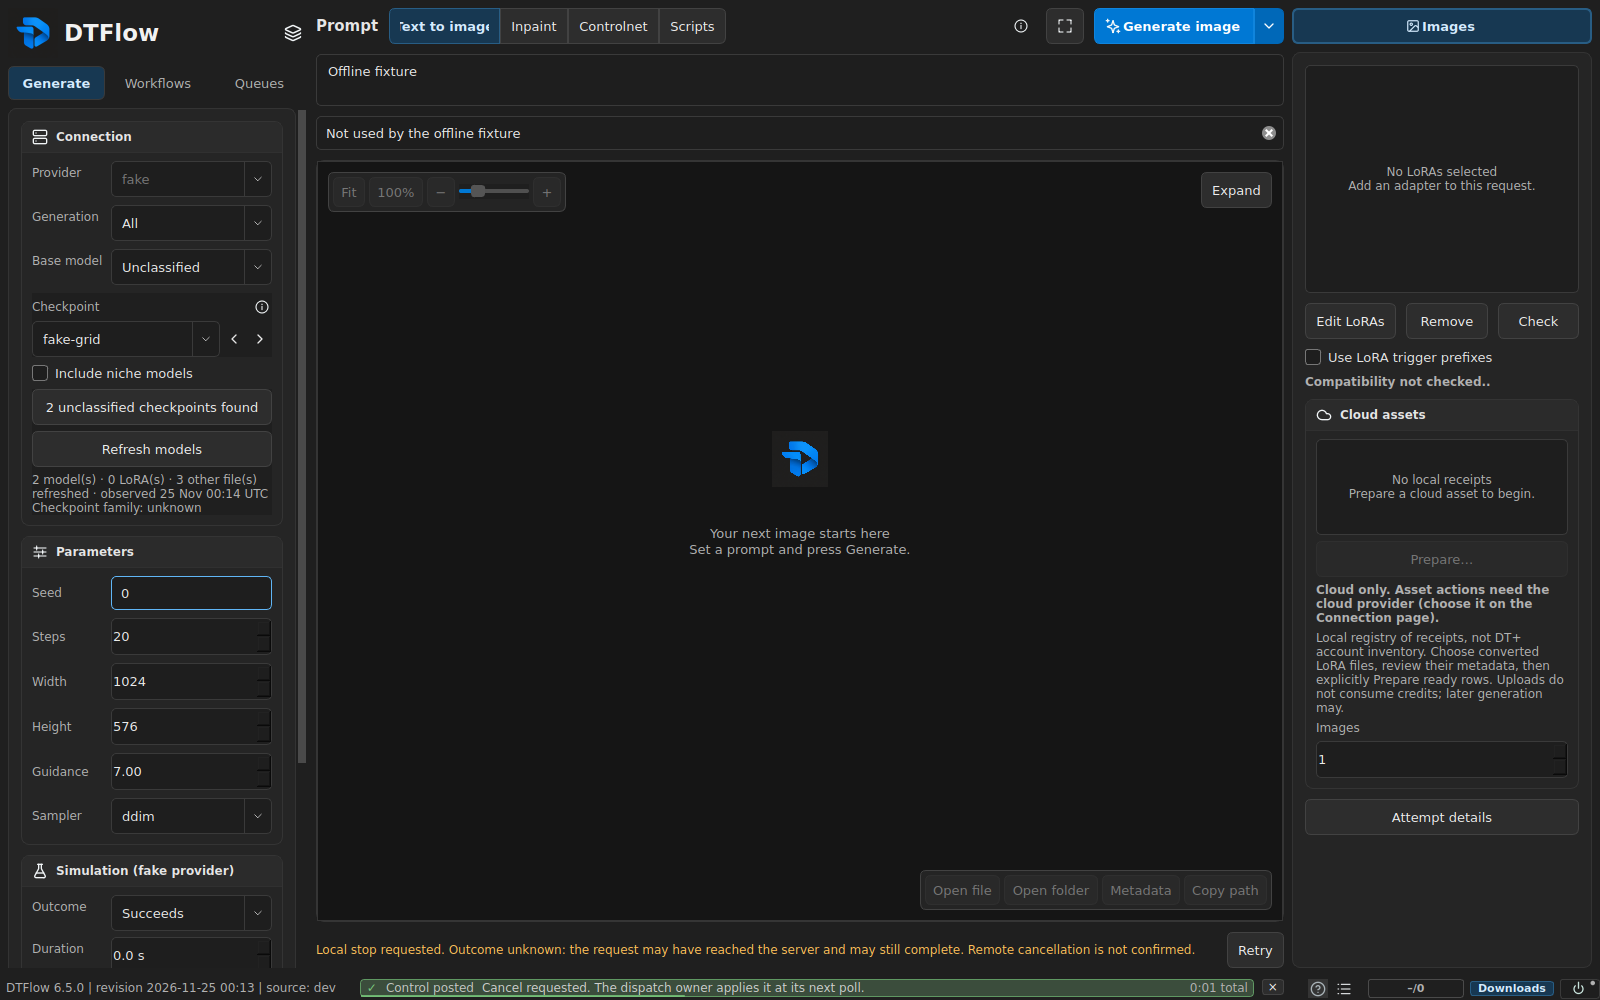 DTFlow
Generate
Workflows
Queues
Connection
Provider
fake
Generation
All
Base model
Unclassified
Checkpoint
fake-grid
Include niche models
2 unclassified checkpoints found
Refresh models
2 model(s) · 0 LoRA(s) · 3 other file(s)
refreshed · observed 25 Nov 00:14 UTC
Checkpoint family: unknown
Parameters
Seed
0
Steps
20
Width
1024
Height
576
Guidance
7.00
Sampler
ddim
Simulation (fake provider)
Outcome
Succeeds
Duration
0.0 s
Prompt
Text to image
Inpaint
Controlnet
Scripts
Generate image
Offline fixture
Not used by the offline fixture
Fit
100%
−
+
Expand
Your next image starts here
Set a prompt and press Generate.
Open file
Open folder
Metadata
Copy path
Local stop requested. Outcome unknown: the request may have reached the server and may still complete. Remote cancellation is not confirmed.
Retry
Images
No LoRAs selected
Add an adapter to this request.
Edit LoRAs
Remove
Check
Use LoRA trigger prefixes
Compatibility not checked..
Cloud assets
No local receipts
Prepare a cloud asset to begin.
Prepare...
Cloud only. Asset actions need the
cloud provider (choose it on the
Connection page).
Local registry of receipts, not DT+
account inventory. Choose converted
LoRA files, review their metadata, then
explicitly Prepare ready rows. Uploads do
not consume credits; later generation
may.
Images
1
Attempt details
DTFlow 6.5.0 | revision 2026-11-25 00:13 | source: dev
✓ Control posted Cancel requested. The dispatch owner applies it at its next poll.
0:01 total
–/0
Downloads